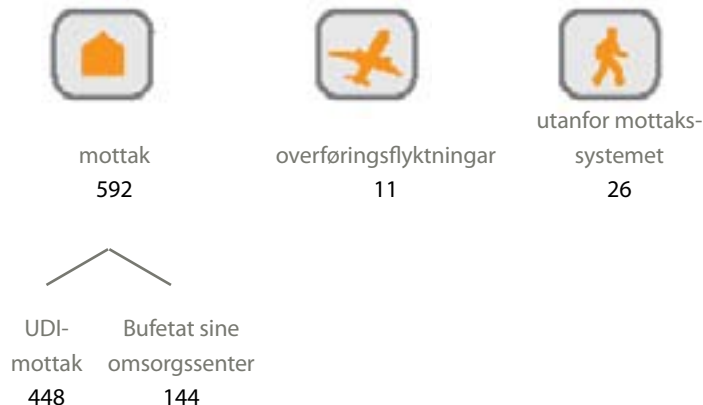 mottak
592
overføringsflyktningar
11
utanfor mottaks-
systemet
26
UDI-
mottak
448
Bufetat sine
omsorgssenter
144